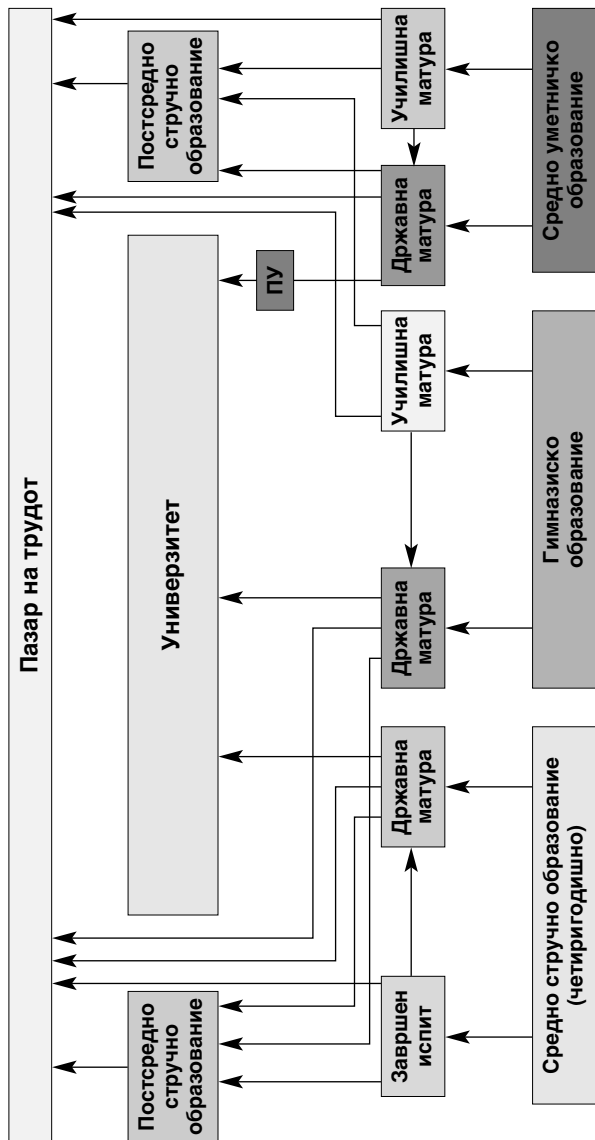 Пазар на трудот
Постсредно
стручно
образование
Универзитет
Постсредно
стручно
образование
ПУ
Завршен
испит
Државна
матура
Државна
матура
Училишна
матура
Државна
матура
Училишна
матура
Средно стручно образование
(четиригодишно)
Гимназиско
образование
Средно уметничко
образование